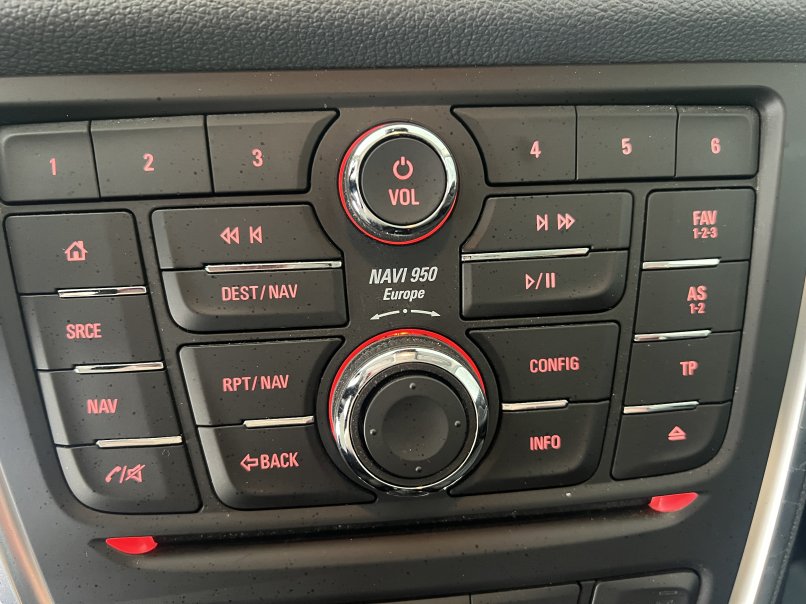 1
2
3
4
5
6
VOL
FAV
1-2-3
DEST/NAV
NAVI 950
Europe
AS
1-2
SRCE
RPT/NAV
CONFIG
TP
NAV
BACK
INFO